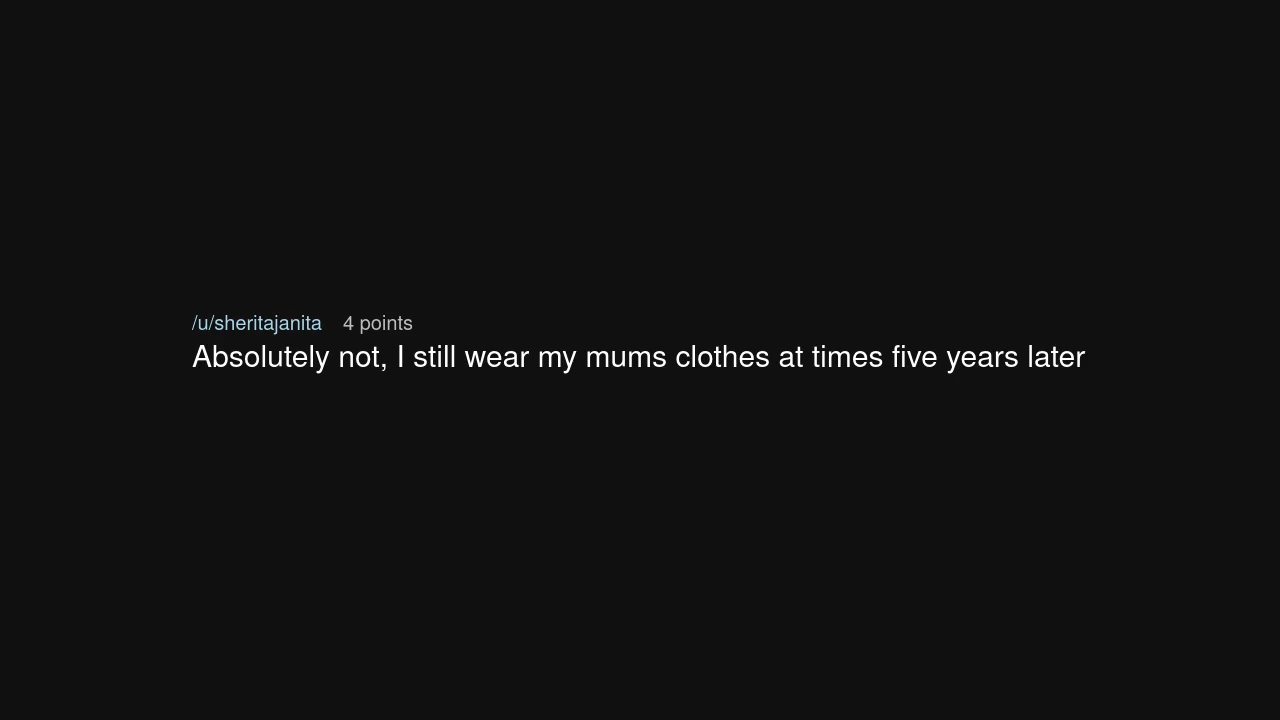 /u/sheritajanita 4 points
Absolutely not, I still wear my mums clothes at times five years later